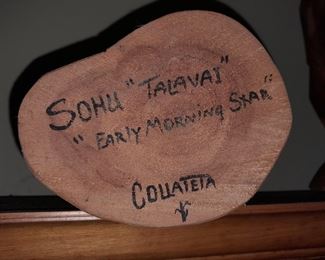 SOHU "TALAVAI"
"EARLY MORNING STAR"
COLLATETA